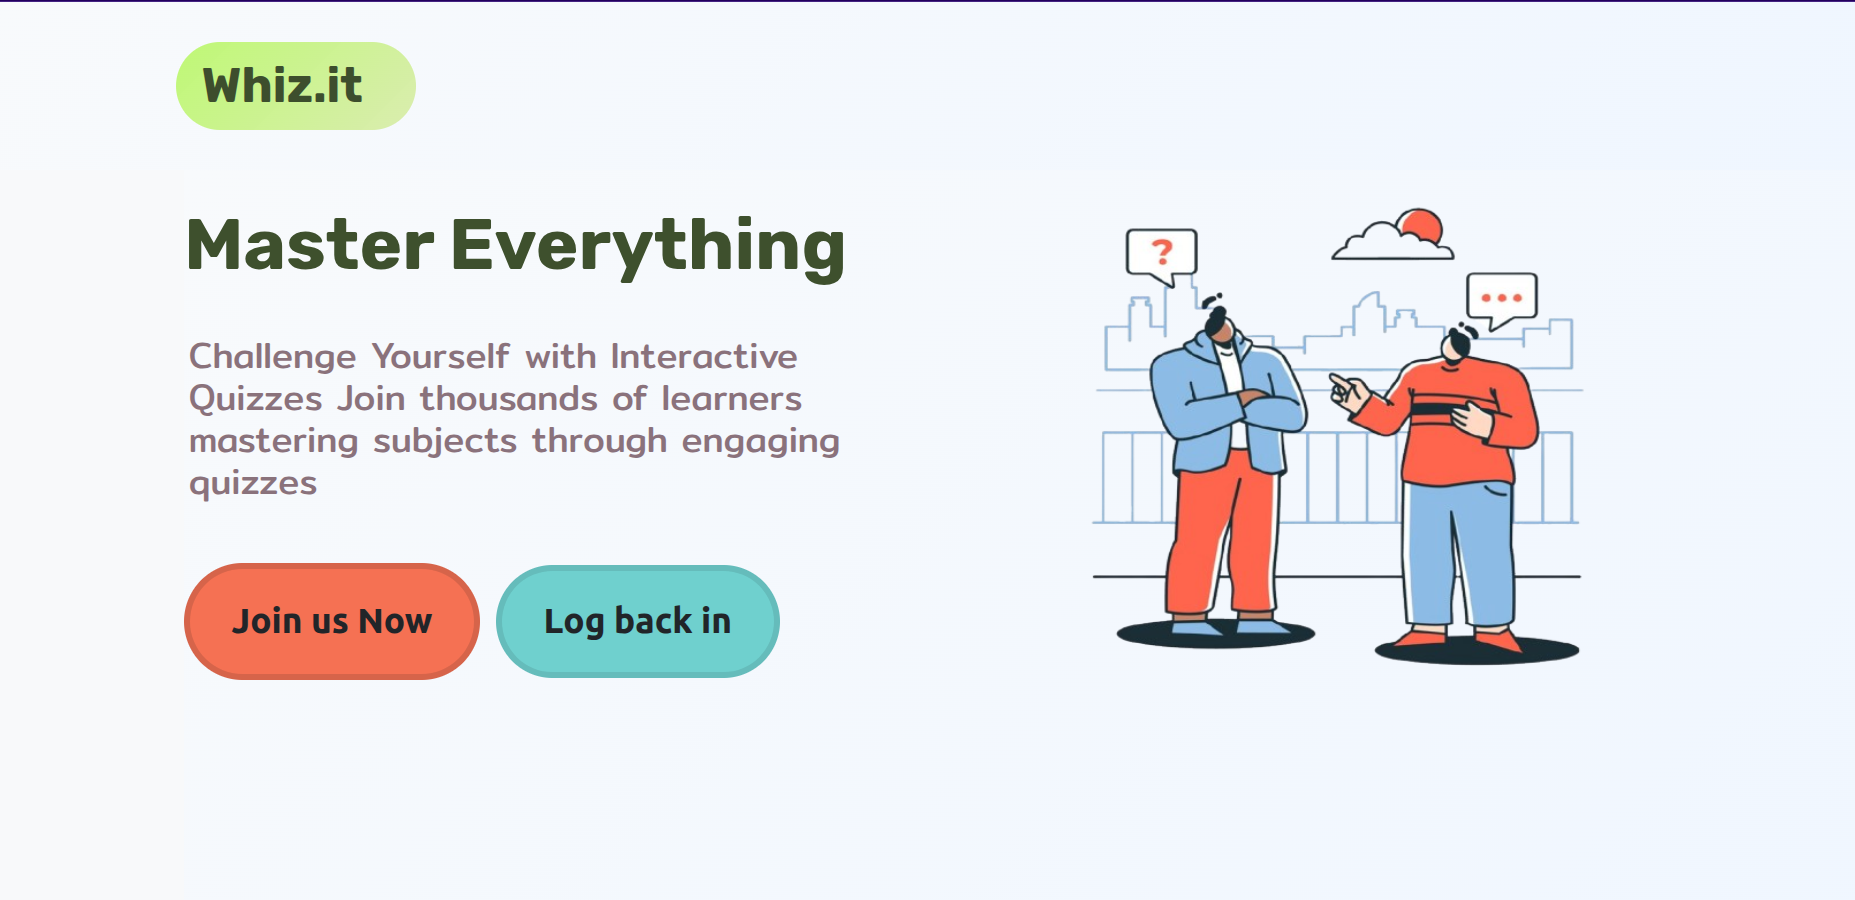 Whiz.it
Master Everything
?
Challenge Yourself with Interactive
Quizzes Join thousands of learners
mastering subjects through engaging
quizzes
Join us Now
Log back in